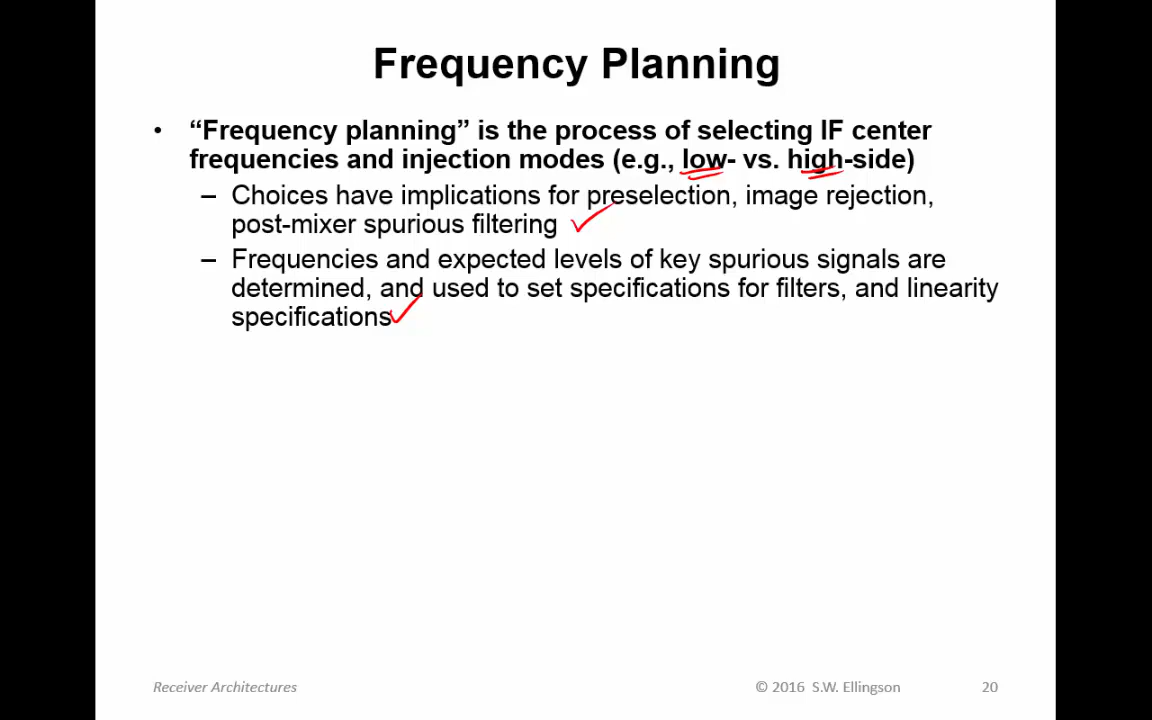 Frequency Planning
• “Frequency planning” is the process of selecting IF center
frequencies and injection modes (e.g., low- vs. high-side)
– Choices have implications for preselection, image rejection,
post-mixer spurious filtering
– Frequencies and expected levels of key spurious signals are
determined, and used to set specifications for filters, and linearity
specifications
Receiver Architectures
© 2016 S.W. Ellingson
20